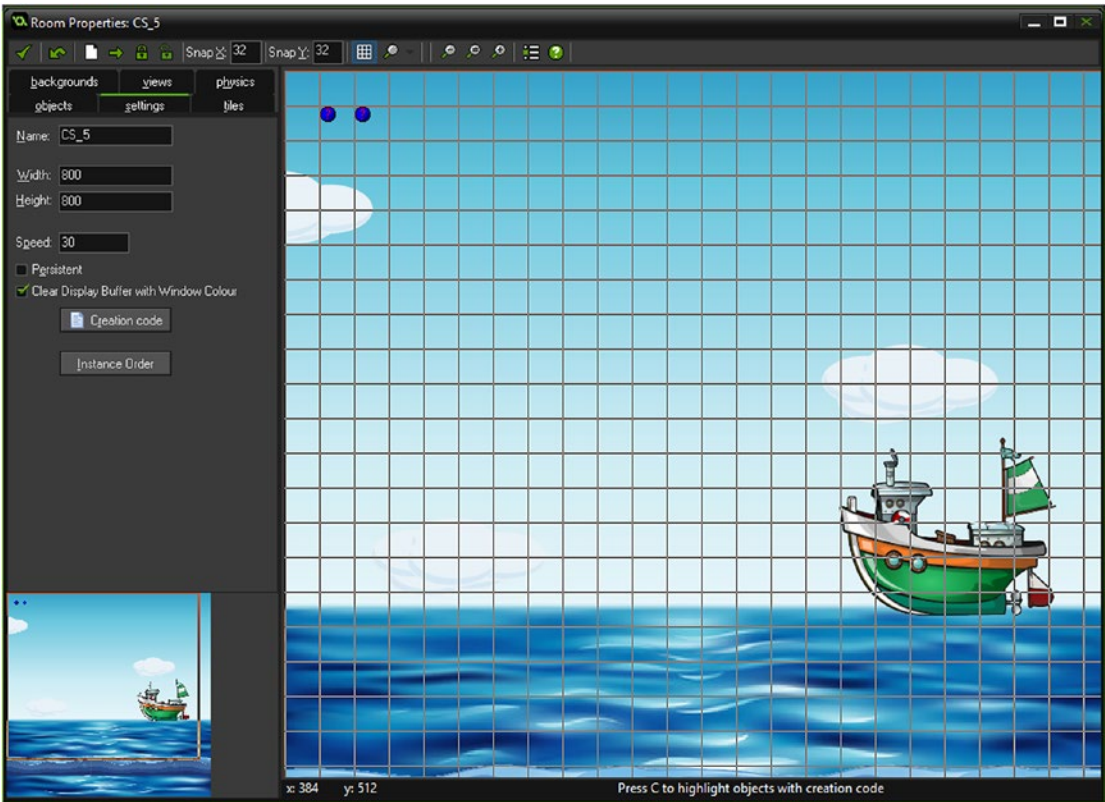 Room Properties: CS_5
Snap X: 32 Snap Y: 32
backgrounds views physics
objects settings tiles
Name: CS_5
Width: 800
Height: 800
Speed: 30
Persistent
Clear Display Buffer with Window Colour
Creation code
Instance Order
x: 384 y: 512 Press C to highlight objects with creation code